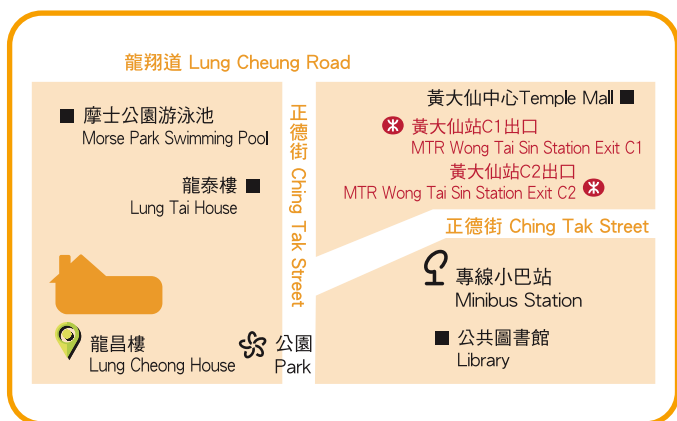 龍翔道 Lung Cheung Road
摩士公園游泳池
Morse Park Swimming Pool
龍泰樓
Lung Tai House
正德街 Ching Tak Street
黃大仙中心Temple Mall
黃大仙站C1出口
MTR Wong Tai Sin Station Exit C1
黃大仙站C2出口
MTR Wong Tai Sin Station Exit C2
正德街 Ching Tak Street
專線小巴站
Minibus Station
龍昌樓
Lung Cheong House
公園
Park
公共圖書館
Library